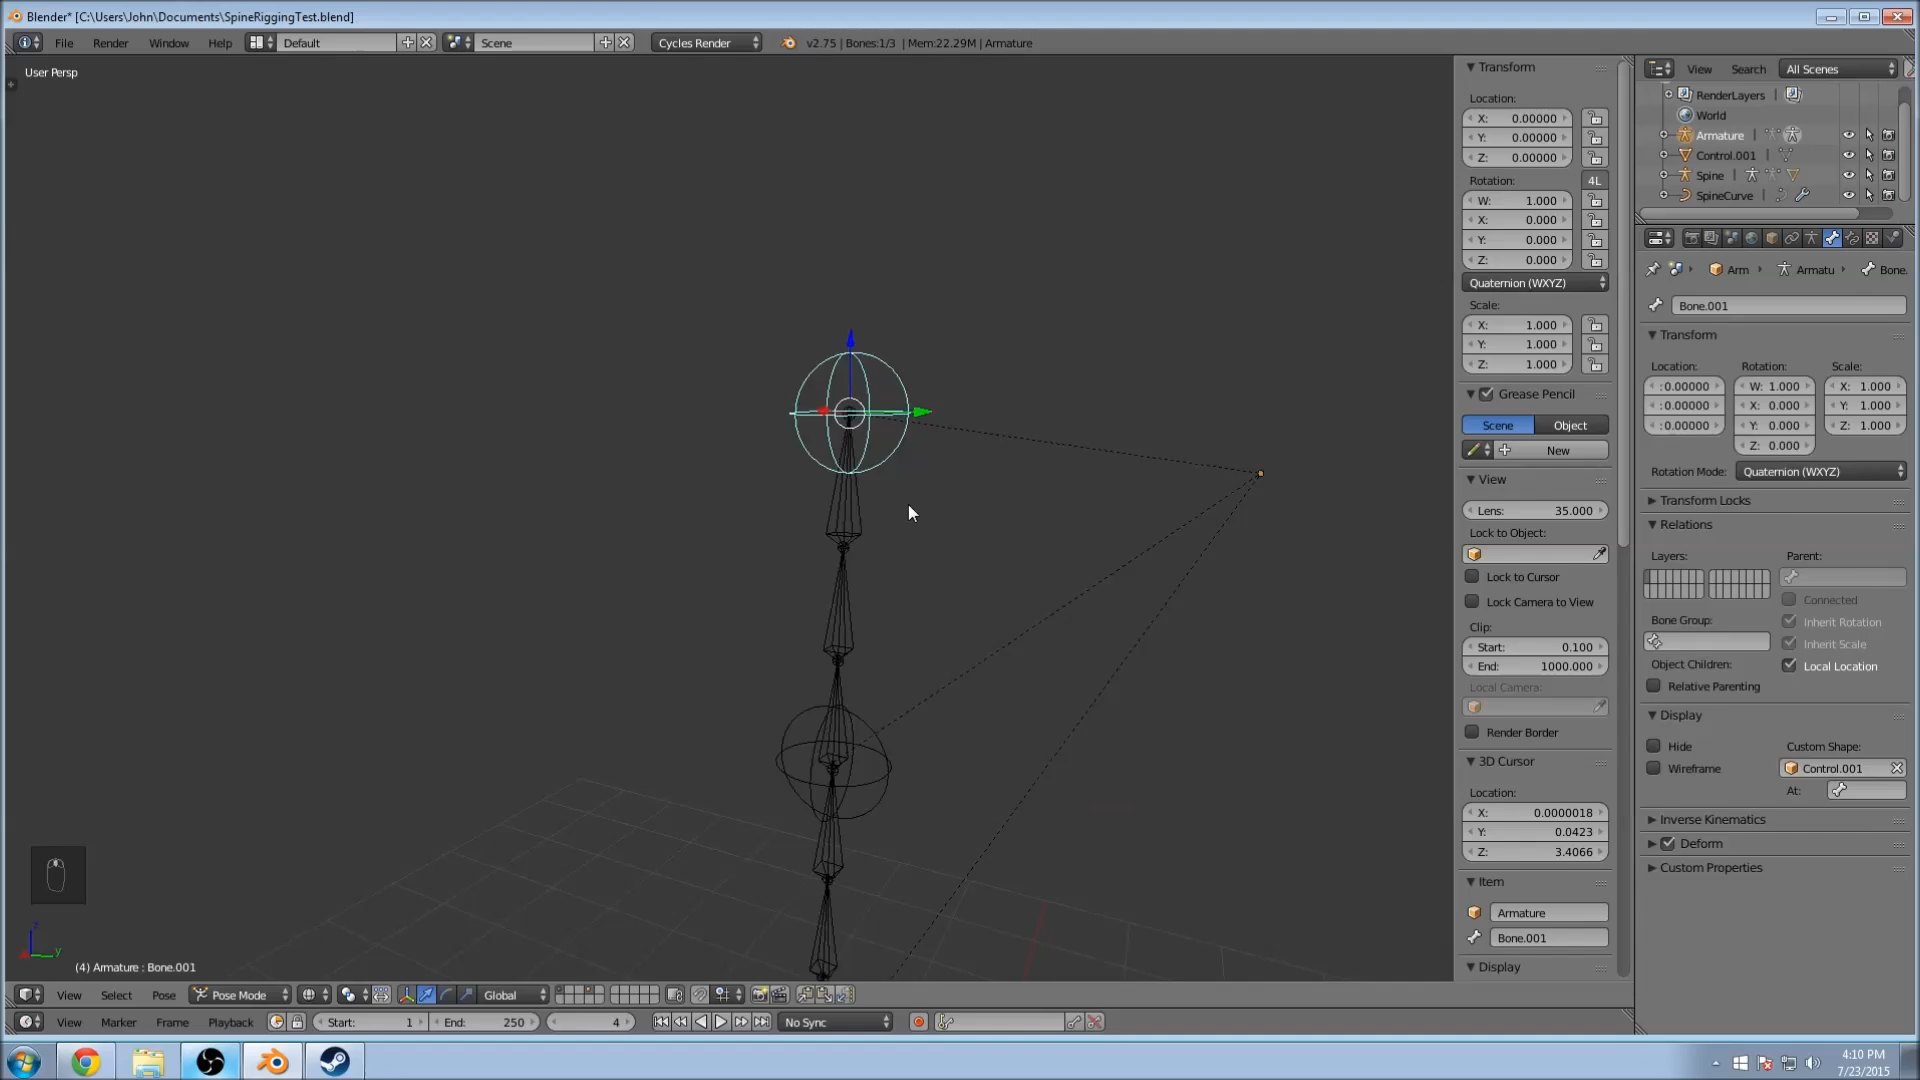 Blender* [C:\Users\John\Documents\SpineRiggingTest.blend]
File Render Window Help Default Scene Cycles Render v2.75 | Bones:1/3 | Mem:22.29M | Armature
User Persp
Transform
Location:
X: 0.00000
Y: 0.00000
Z: 0.00000
Rotation: 4L
W: 1.000
X: 0.000
Y: 0.000
Z: 0.000
Quaternion (WXYZ)
Scale:
X: 1.000
Y: 1.000
Z: 1.000
Grease Pencil
Scene Object
New
View
Lens: 35.000
Lock to Object:
Lock to Cursor
Lock Camera to View
Clip:
Start: 0.100
End: 1000.000
Local Camera:
Render Border
3D Cursor
Location:
X: 0.0000018
Y: 0.0423
Z: 3.4066
Item
Armature
Bone.001
Display
View Search All Scenes
RenderLayers
World
Armature
Control.001
Spine
SpineCurve
Arm Armatu Bone.
Bone.001
Transform
Location: Rotation: Scale:
:0.00000 W: 1.000 X: 1.000
:0.00000 X: 0.000 Y: 1.000
:0.00000 Y: 0.000 Z: 1.000
Z: 0.000
Rotation Mode: Quaternion (WXYZ)
Transform Locks
Relations
Layers: Parent:
Connected
Bone Group: Inherit Rotation
Inherit Scale
Object Children: Local Location
Relative Parenting
Display
Hide Custom Shape:
Wireframe Control.001
At:
Inverse Kinematics
Deform
Custom Properties
z
y
(4) Armature : Bone.001
View Select Pose Pose Mode Global
View Marker Frame Playback Start: 1 End: 250 4 No Sync
4:10 PM
7/23/2015